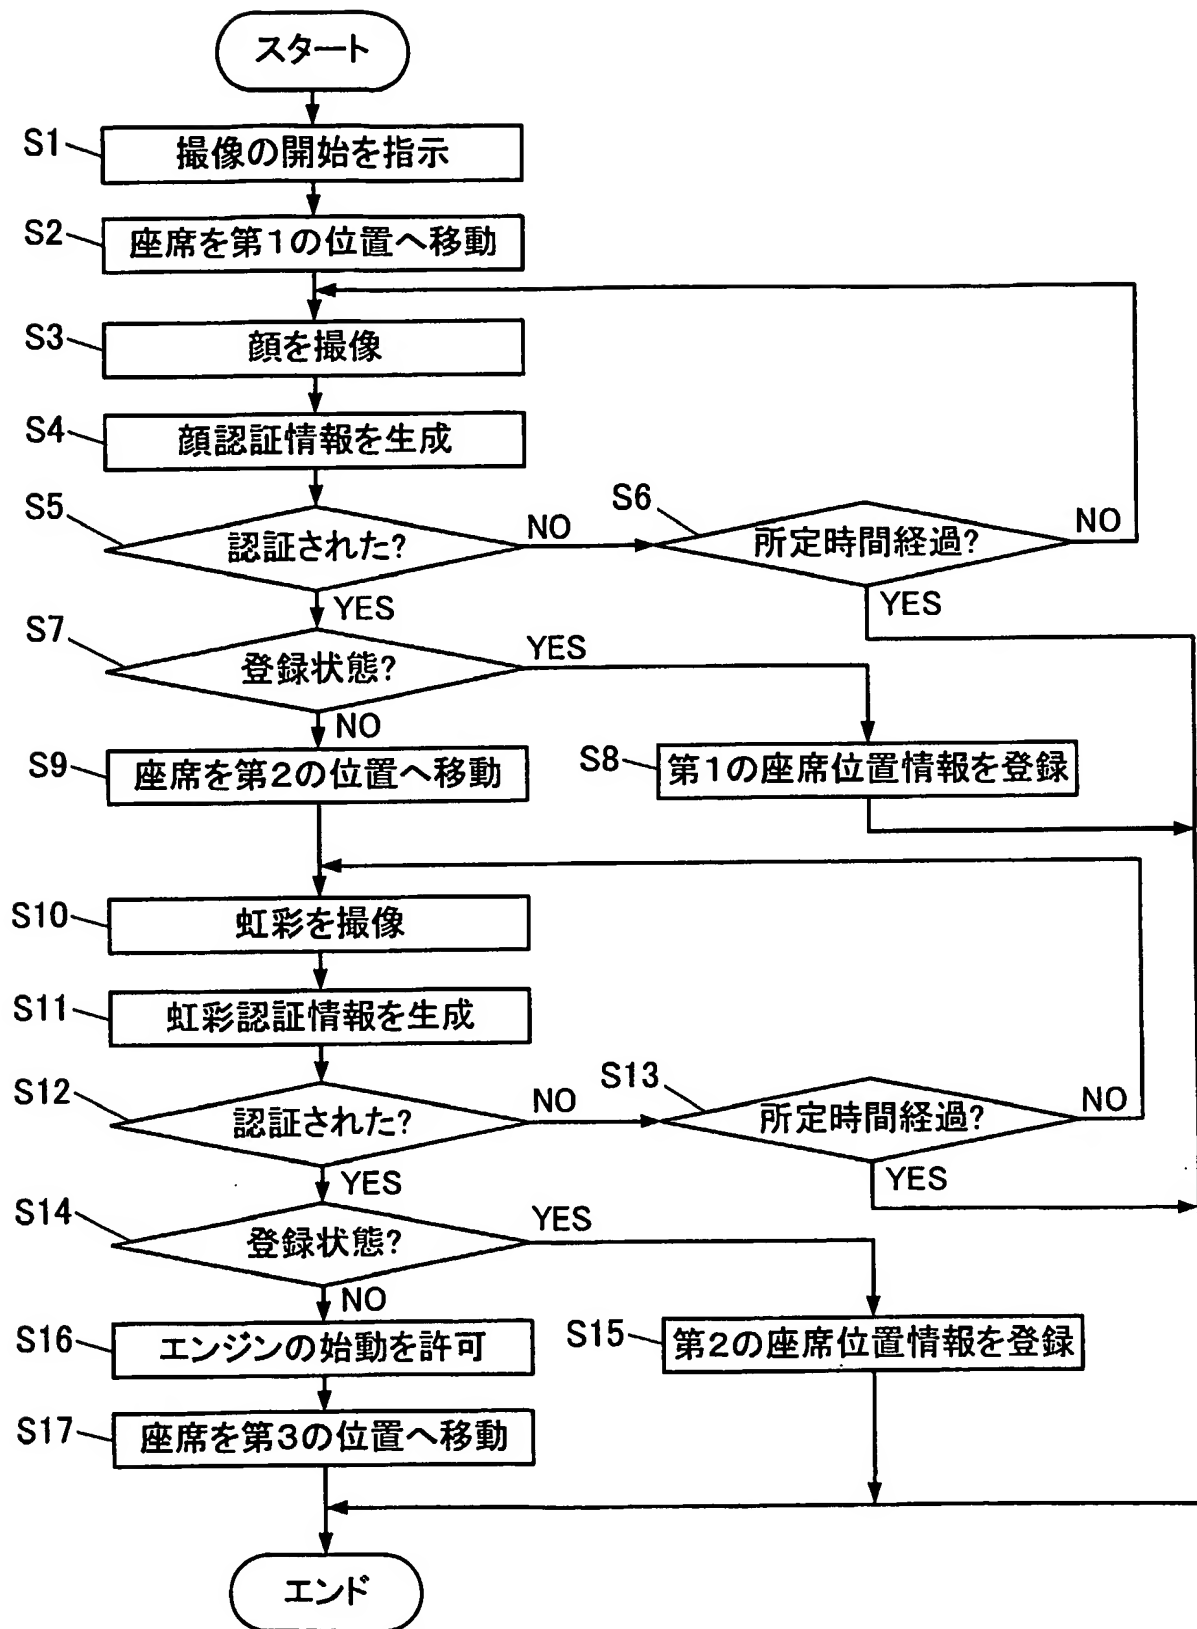 スタート
S1
撮像の開始を指示
S2
座席を第1の位置へ移動
S3
顔を撮像
S4
顔認証情報を生成
S5
認証された?
NO
S6
所定時間経過?
NO
YES
YES
S7
登録状態?
YES
NO
S8
第1の座席位置情報を登録
S9
座席を第2の位置へ移動
S10
虹彩を撮像
S11
虹彩認証情報を生成
S12
認証された?
NO
S13
所定時間経過?
NO
YES
YES
S14
登録状態?
YES
NO
S15
第2の座席位置情報を登録
S16
エンジンの始動を許可
S17
座席を第3の位置へ移動
エンド